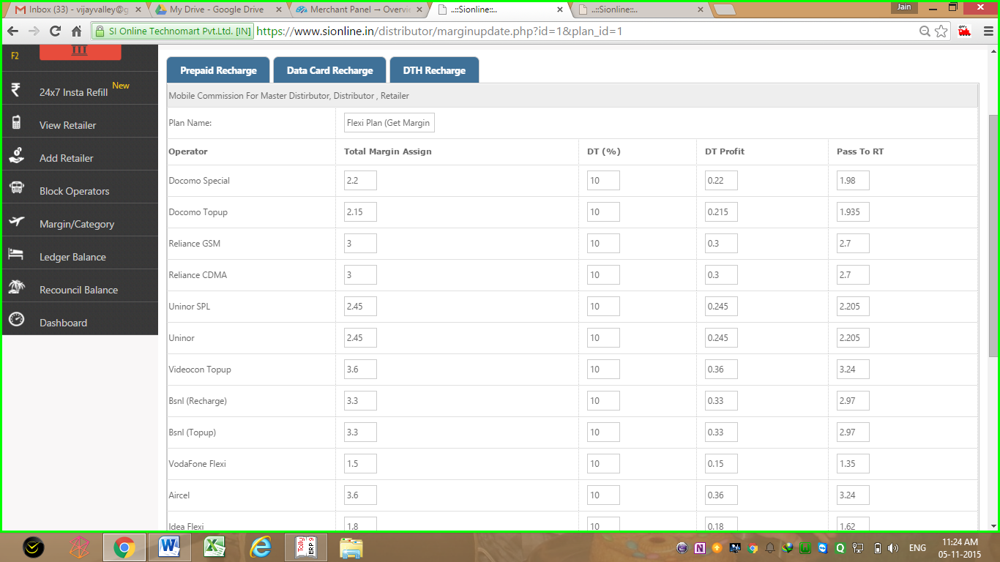 Inbox (33) - vijayvalley@g
My Drive - Google Drive
Merchant Panel → Overvie
..::Sionline::..
..::Sionline::..
Jain
SI Online Technomart Pvt.Ltd. [IN]
https://www.sionline.in/distributor/marginupdate.php?id=1&plan_id=1
F2
24x7 Insta Refill New
View Retailer
Add Retailer
Block Operators
Margin/Category
Ledger Balance
Recouncil Balance
Dashboard
Prepaid Recharge Data Card Recharge DTH Recharge
Mobile Commission For Master Distirbutor, Distributor , Retailer
Plan Name: Flexi Plan (Get Margin
Operator Total Margin Assign DT (%) DT Profit Pass To RT
Docomo Special 2.2 10 0.22 1.98
Docomo Topup 2.15 10 0.215 1.935
Reliance GSM 3 10 0.3 2.7
Reliance CDMA 3 10 0.3 2.7
Uninor SPL 2.45 10 0.245 2.205
Uninor 2.45 10 0.245 2.205
Videocon Topup 3.6 10 0.36 3.24
Bsnl (Recharge) 3.3 10 0.33 2.97
Bsnl (Topup) 3.3 10 0.33 2.97
VodaFone Flexi 1.5 10 0.15 1.35
Aircel 3.6 10 0.36 3.24
Idea Flexi 1.8 10 0.18 1.62
Tally ERP 9
ENG
11:24 AM
05-11-2015